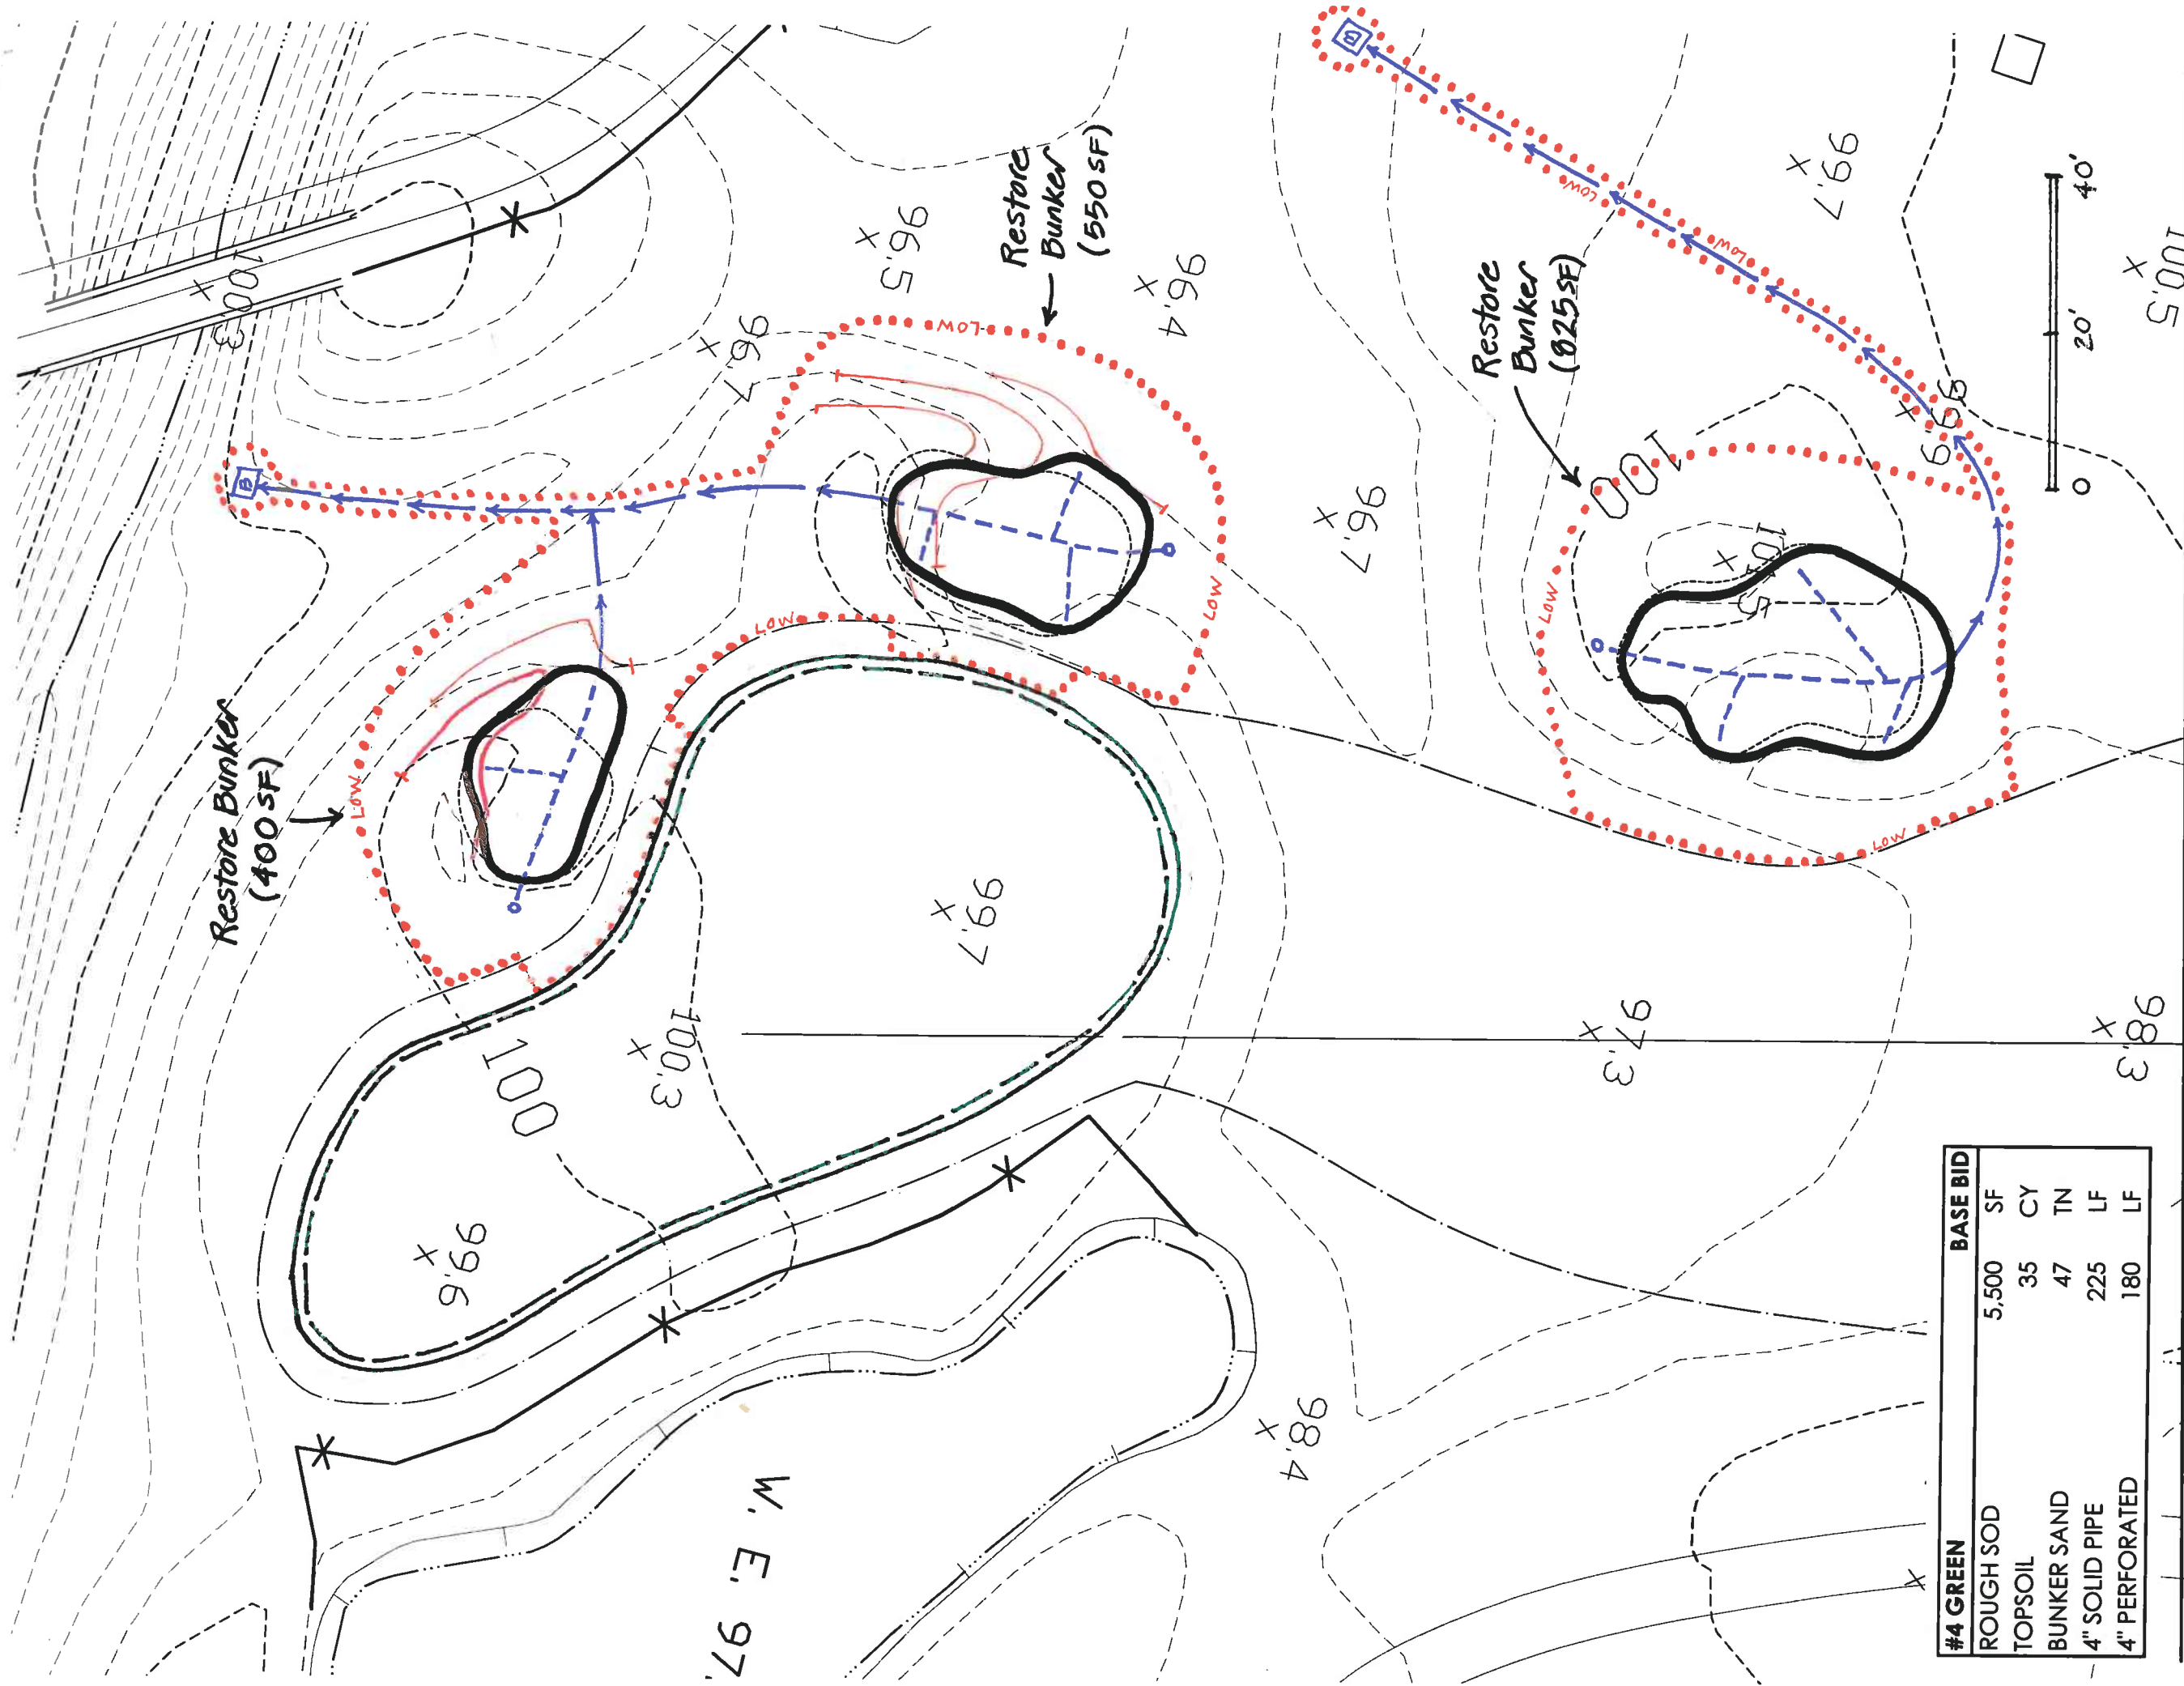 103
B
96.5
96.7
Restore
Bunker
(550 SF)
96.4
96.7
LOW
LOW
LOW
Restore Bunker
(400 SF)
LOW
B
LOW
LOW
99.7
100.5
Restore
Bunker
(825 SF)
99.9
100
101.5
LOW
LOW
0
20'
40'
99.7
100.3
100
99.6
97.3
98.3
98.4
W. E. 97.
#4 GREEN BASE BID
ROUGH SOD 5,500 SF
TOPSOIL 35 CY
BUNKER SAND 47 TN
4" SOLID PIPE 225 LF
4" PERFORATED 180 LF